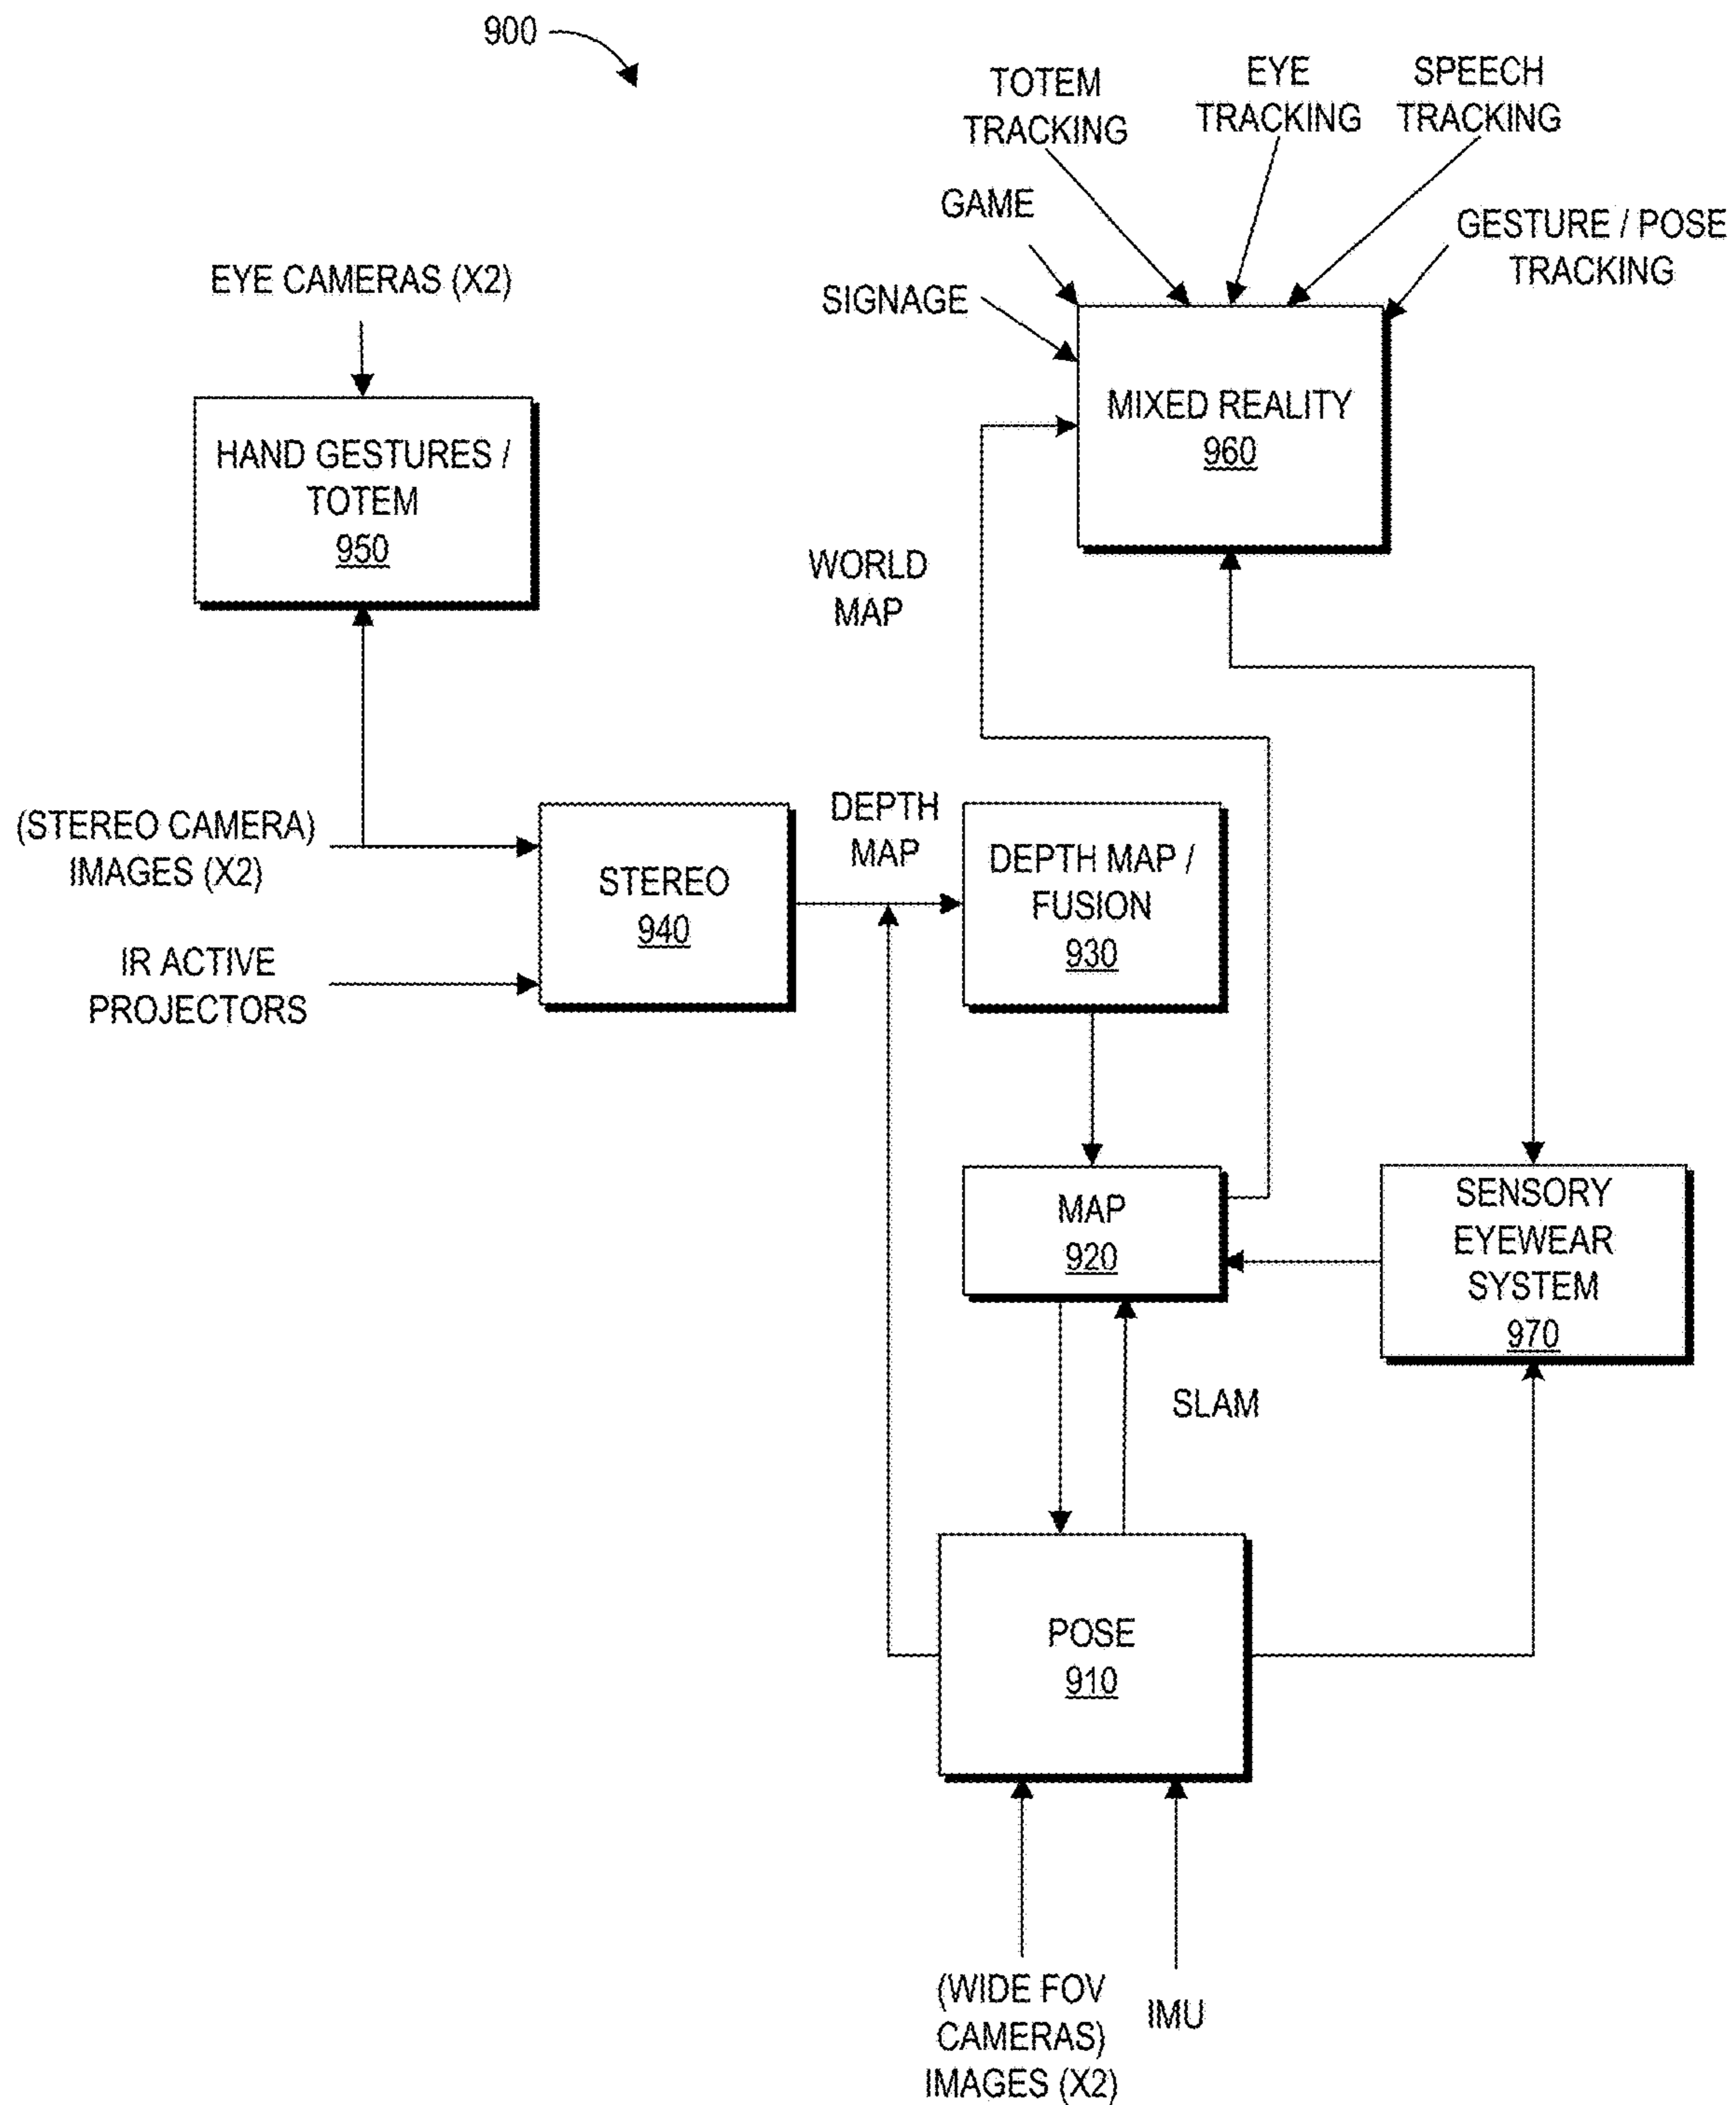 900
TOTEM
TRACKING
EYE
TRACKING
SPEECH
TRACKING
GAME
GESTURE / POSE
TRACKING
SIGNAGE
EYE CAMERAS (X2)
MIXED REALITY
960
HAND GESTURES /
TOTEM
950
WORLD
MAP
(STEREO CAMERA)
IMAGES (X2)
IR ACTIVE
PROJECTORS
STEREO
940
DEPTH
MAP
DEPTH MAP /
FUSION
930
MAP
920
SENSORY
EYEWEAR
SYSTEM
970
SLAM
POSE
910
(WIDE FOV
CAMERAS)
IMAGES (X2)
IMU